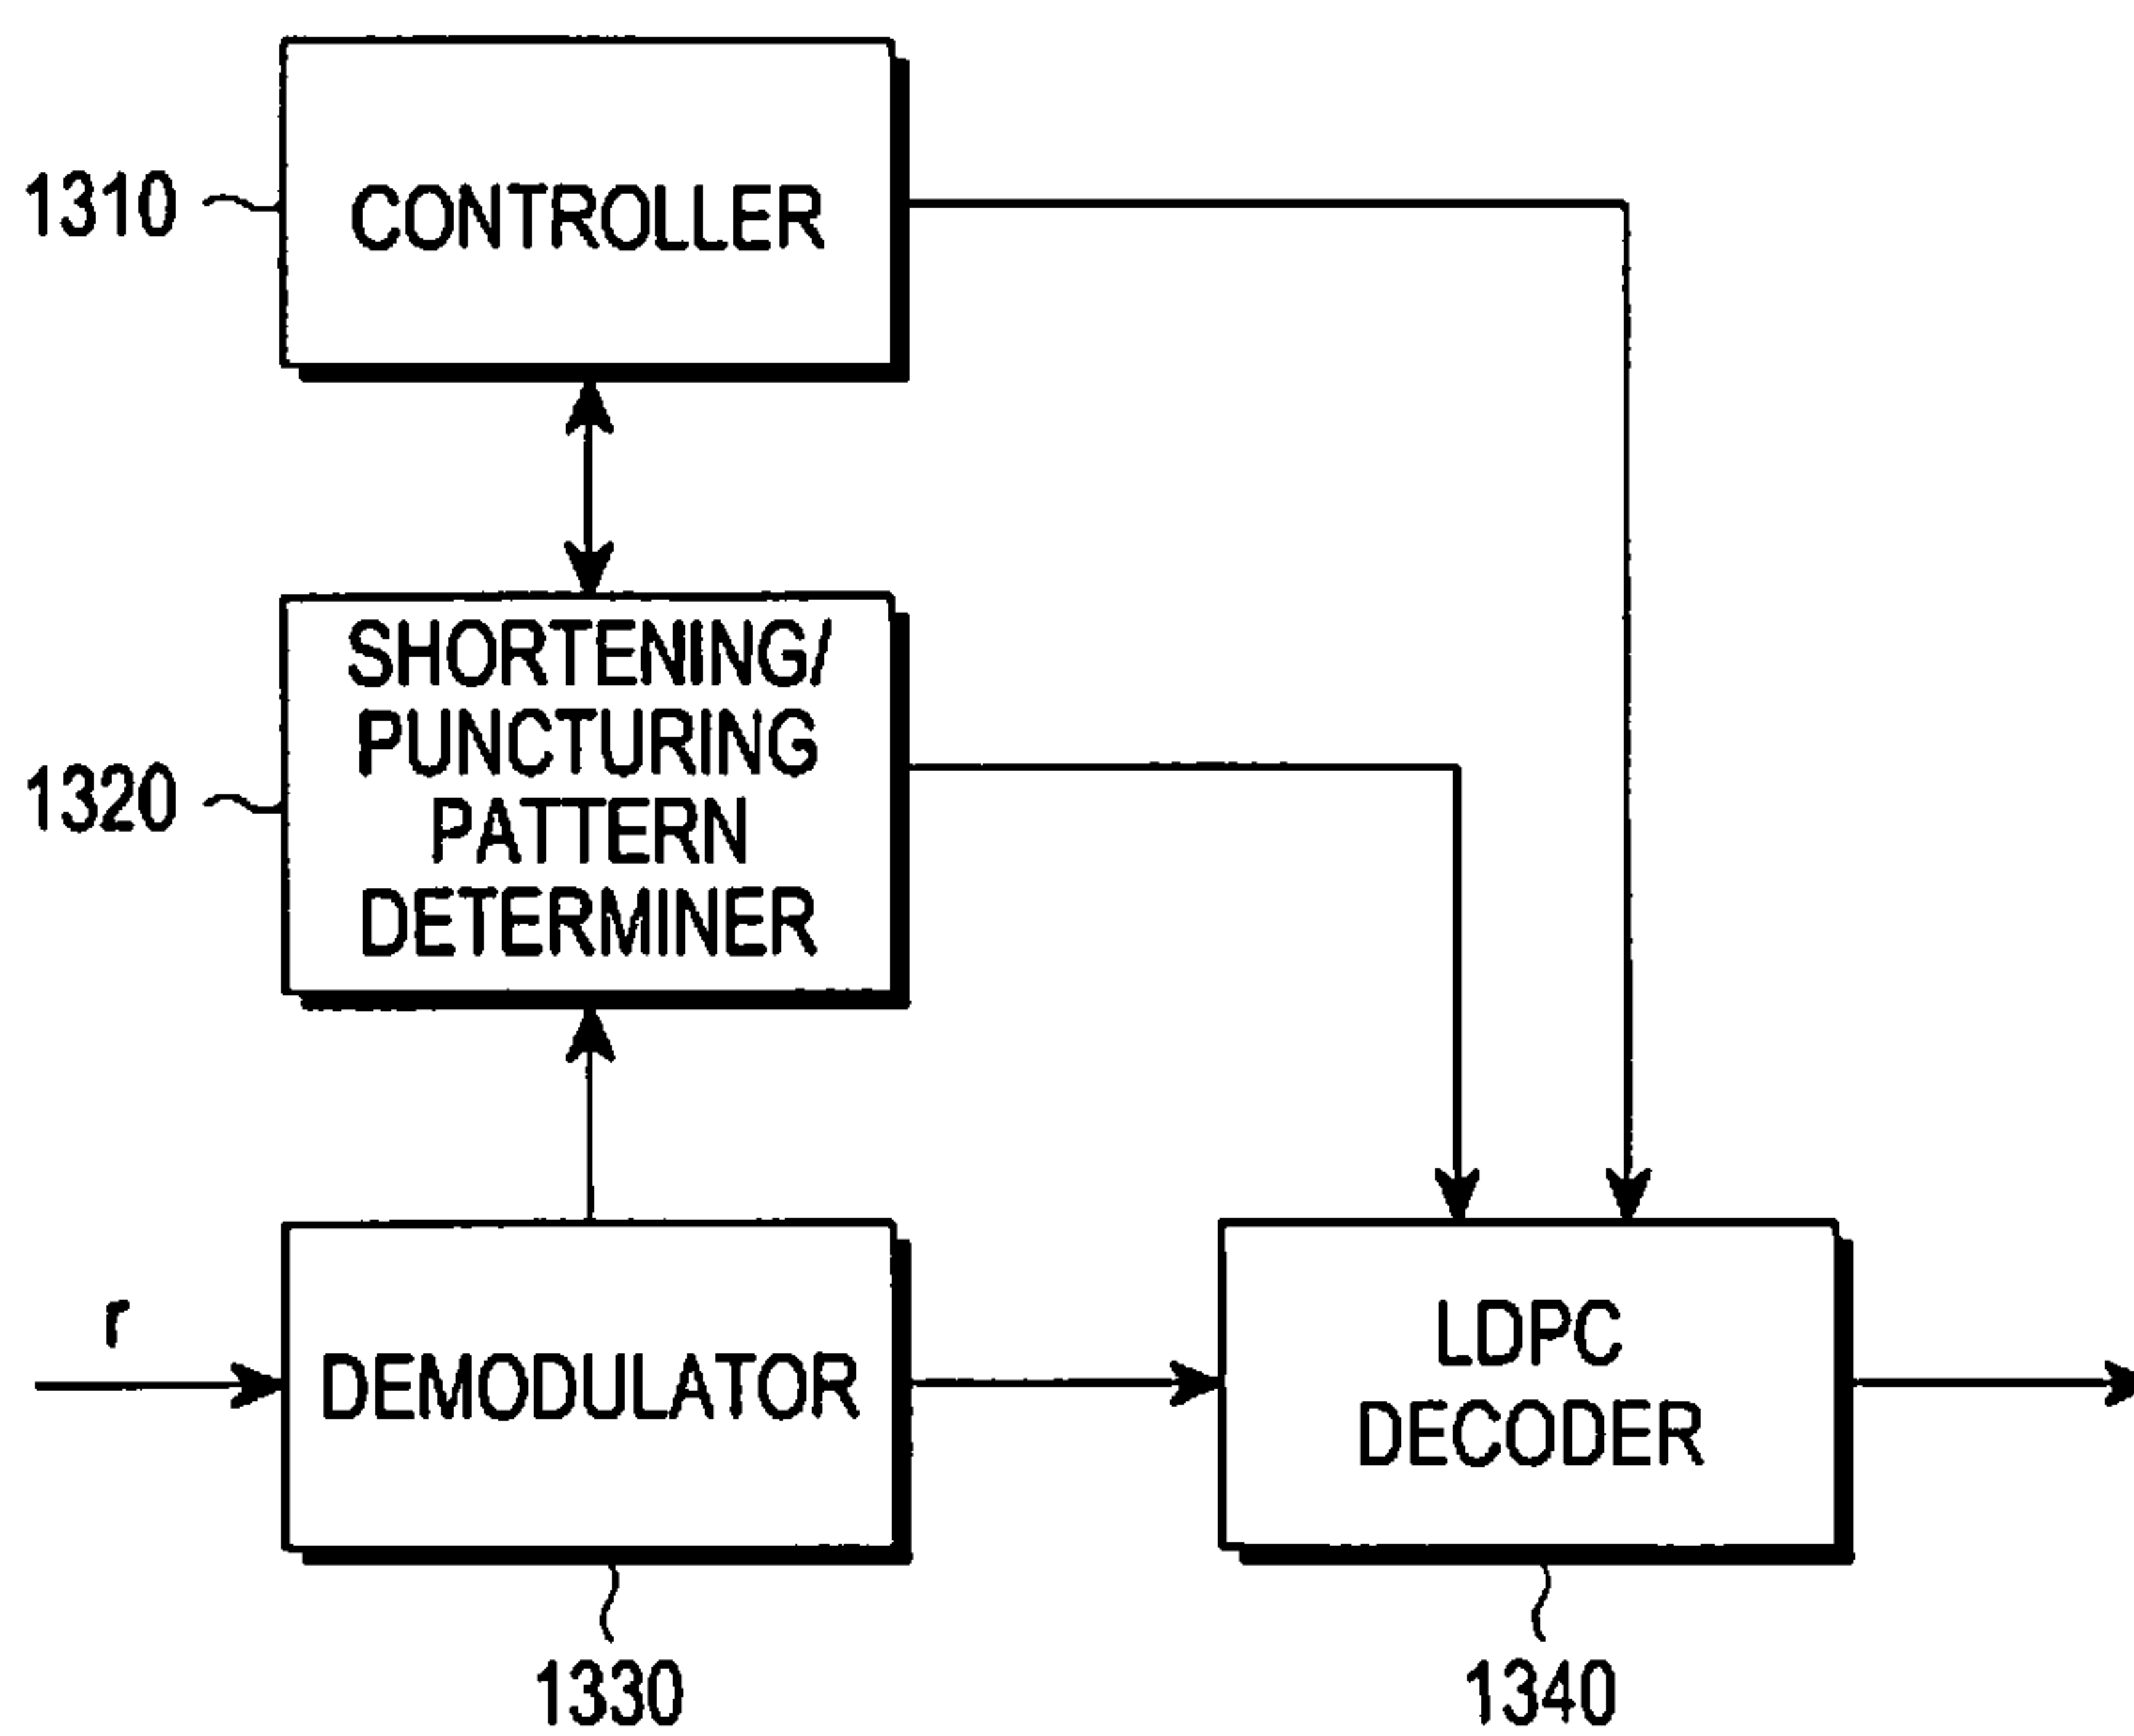 1310
CONTROLLER
SHORTENING/
PUNCTURING
PATTERN
DETERMINER
1320
r
DEMODULATOR
LDPC
DECODER
1330
1340